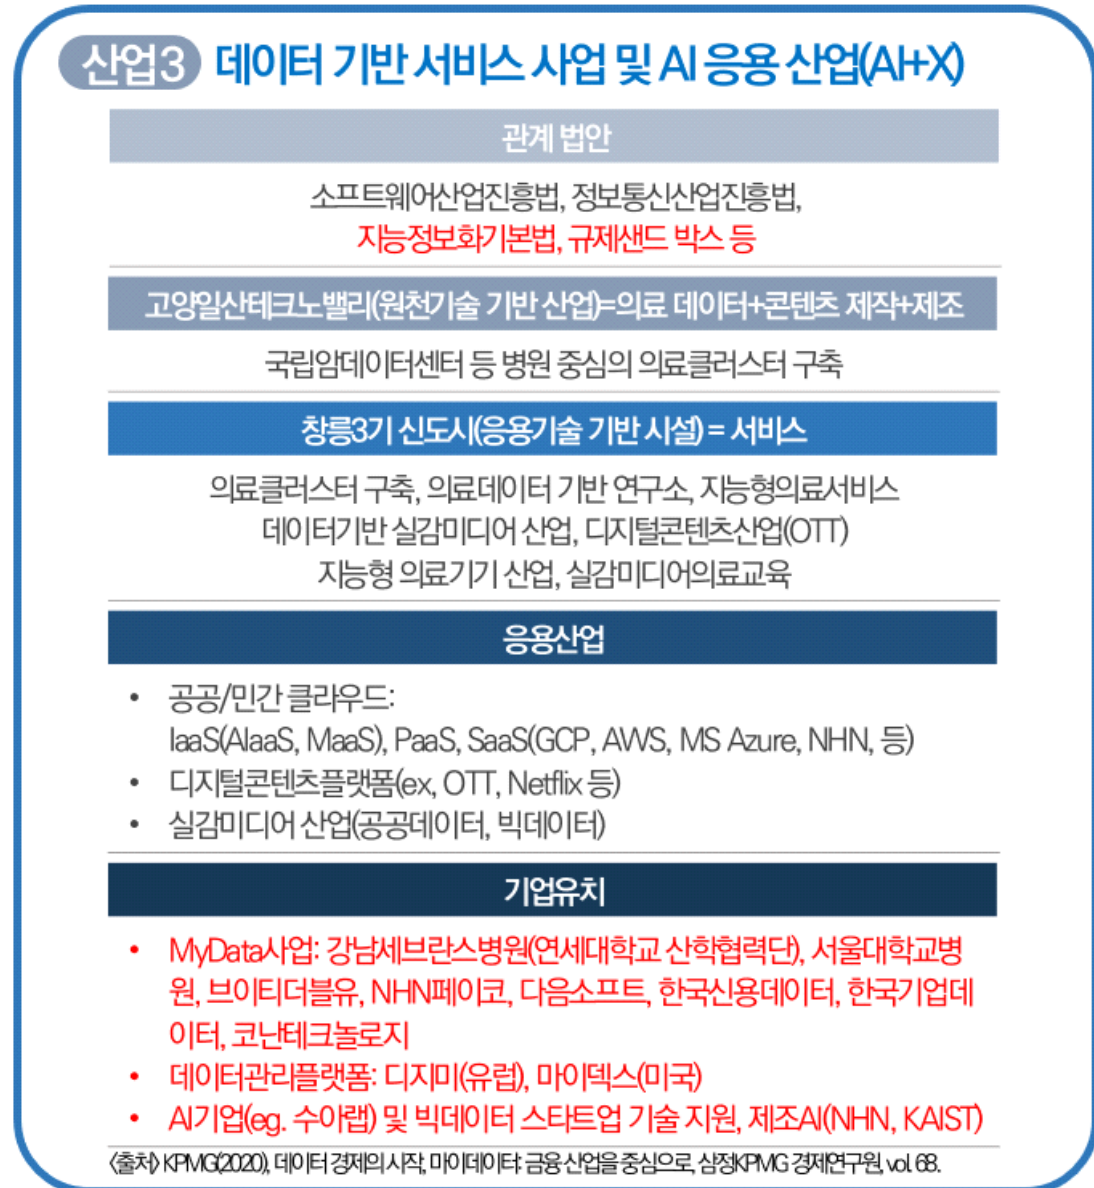 산업3 데이터 기반 서비스 사업 및 AI 응용 산업(AI+X)
관계 법안
소프트웨어산업진흥법, 정보통신산업진흥법,
지능정보화기본법, 규제샌드 박스 등
고양일산테크노밸리(원천기술 기반 산업)=의료 데이터+콘텐츠 제작+제조
국립암데이터센터 등 병원 중심의 의료클러스터 구축
창릉3기 신도시(응용기술 기반 시설) = 서비스
의료클러스터 구축, 의료데이터 기반 연구소, 지능형의료서비스
데이터기반 실감미디어 산업, 디지털콘텐츠산업(OTT)
지능형 의료기기 산업, 실감미디어의료교육
응용산업
• 공공/민간 클라우드:
IaaS(AIaaS, MaaS), PaaS, SaaS(GCP, AWS, MS Azure, NHN, 등)
• 디지털콘텐츠플랫폼(ex, OTT, Netflix 등)
• 실감미디어 산업(공공데이터, 빅데이터)
기업유치
• MyData사업: 강남세브란스병원(연세대학교 산학협력단), 서울대학교병
원, 브이티더블유, NHN페이코, 다음소프트, 한국신용데이터, 한국기업데
이터, 코난테크놀로지
• 데이터관리플랫폼: 디지미(유럽), 마이덱스(미국)
• AI기업(eg. 수아랩) 및 빅데이터 스타트업 기술 지원, 제조AI(NHN, KAIST)
<출처> KPMG(2020), 데이터 경제의 시작, 마이데이터: 금융 산업을 중심으로, 삼정KPMG 경제연구원, vol. 68.